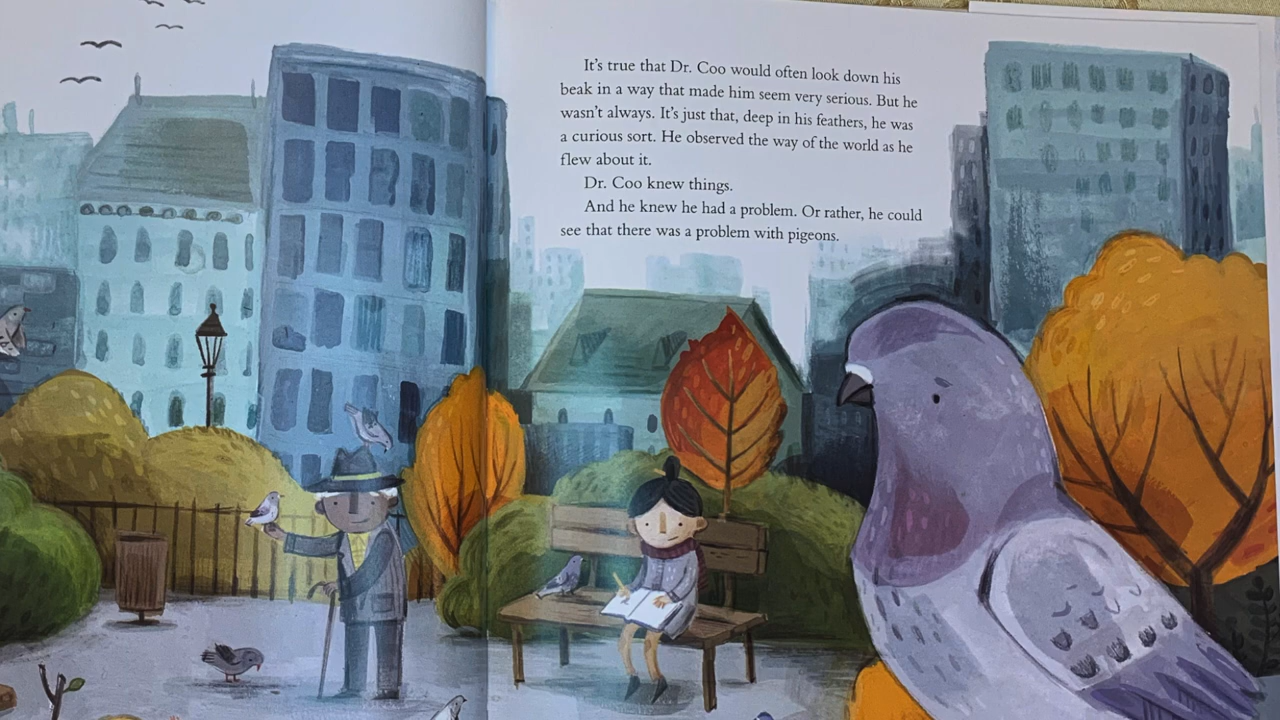 It's true that Dr. Coo would often look down his
beak in a way that made him seem very serious. But he
wasn't always. It's just that, deep in his feathers, he was
a curious sort. He observed the way of the world as he
flew about it.
Dr. Coo knew things.
And he knew he had a problem. Or rather, he could
see that there was a problem with pigeons.